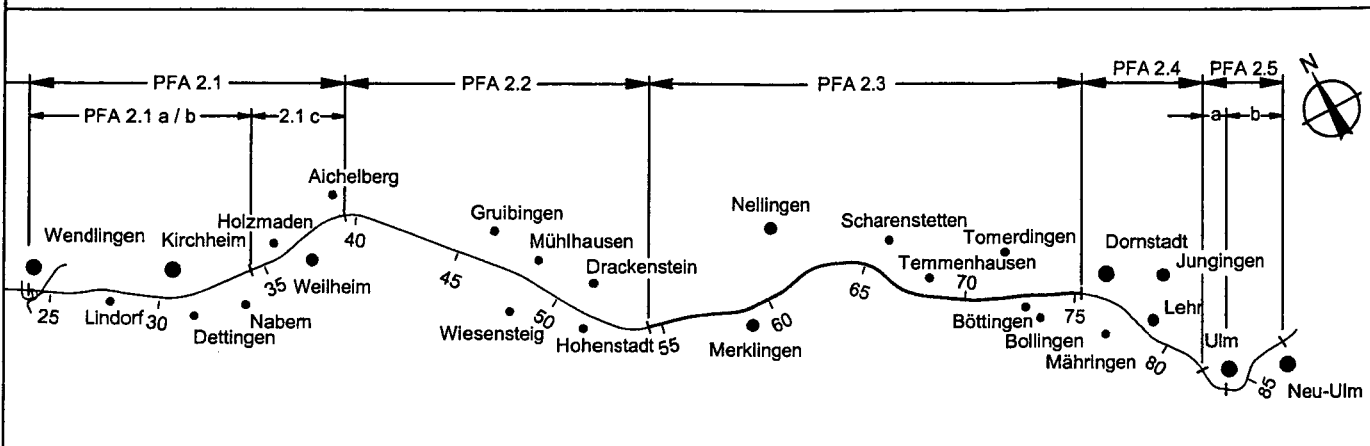 PFA 2.1
PFA 2.2
PFA 2.3
PFA 2.4
PFA 2.5
N
PFA 2.1 a / b
2.1 c
a
b
Aichelberg
Gruibingen
Nellingen
Holzmaden
Scharenstetten
Wendlingen
Kirchheim
40
Mühlhausen
Tomerdingen
Dornstadt
45
Drackenstein
Temmenhausen
Jungingen
35
Weilheim
65
70
25
Lindorf
30
Nabern
50
60
75
Lehr
Dettingen
Wiesensteig
Böttingen
Hohenstadt
55
Merklingen
Bollingen
Ulm
Mähringen
80
85
Neu-Ulm